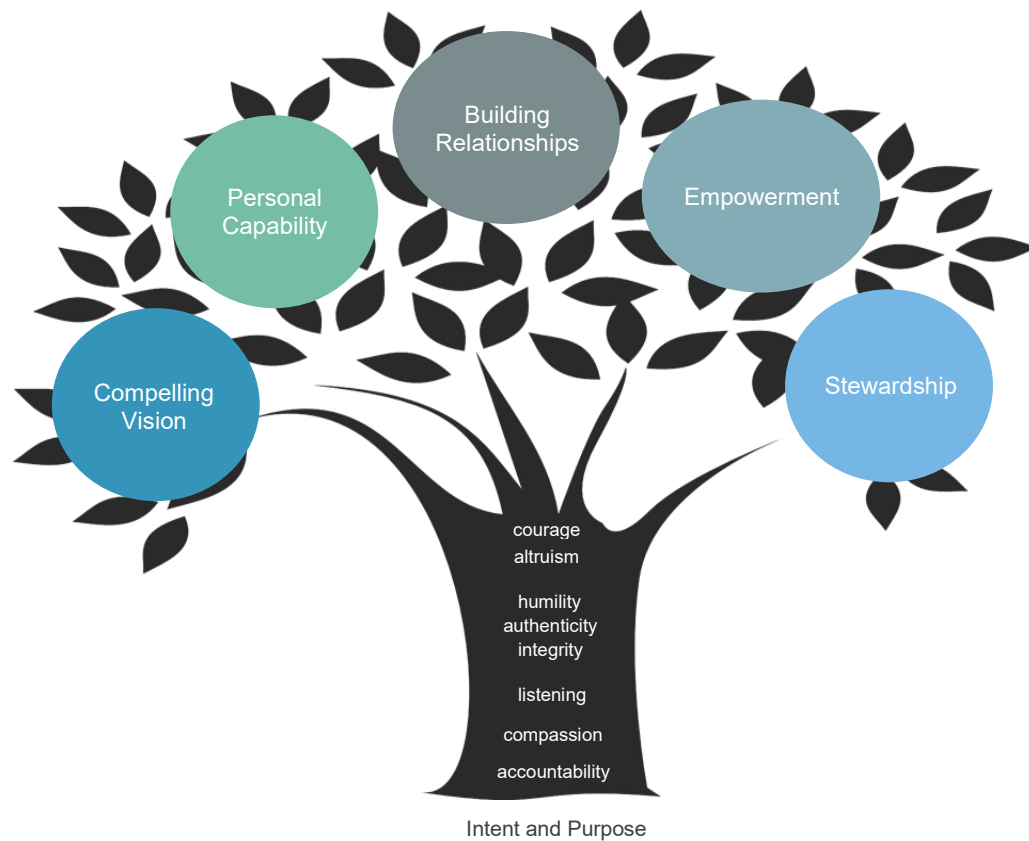 Building
Relationships
Personal
Capability
Empowerment
Compelling
Vision
Stewardship
courage
altruism
humility
authenticity
integrity
listening
compassion
accountability
Intent and Purpose